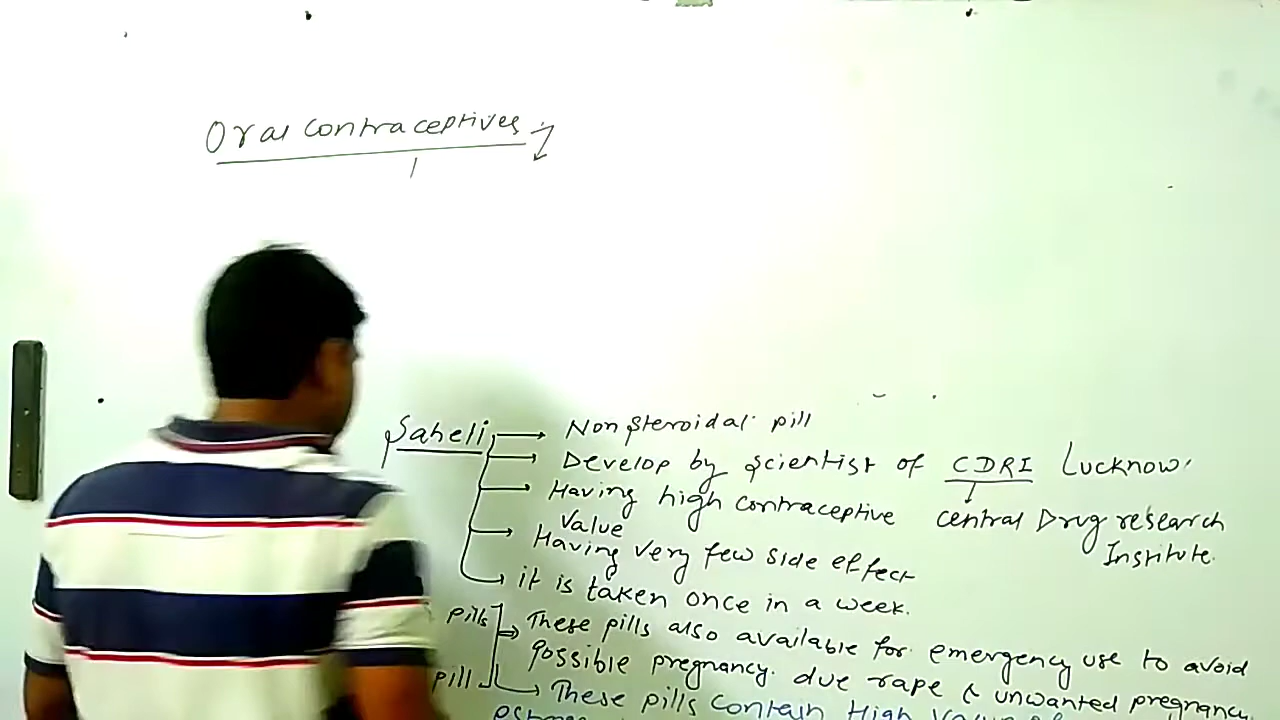 Oral contraceptives
Saheli
Non steroidal pill
Develop by scientist of CDRI Lucknow
Having high contraceptive
value
central Drug research
Institute.
Having very few side effect
it is taken once in a week.
pills
These pills also available for emergency use to avoid
possible pregnancy. due rape & unwanted pregnancy
pill
These pills contain High